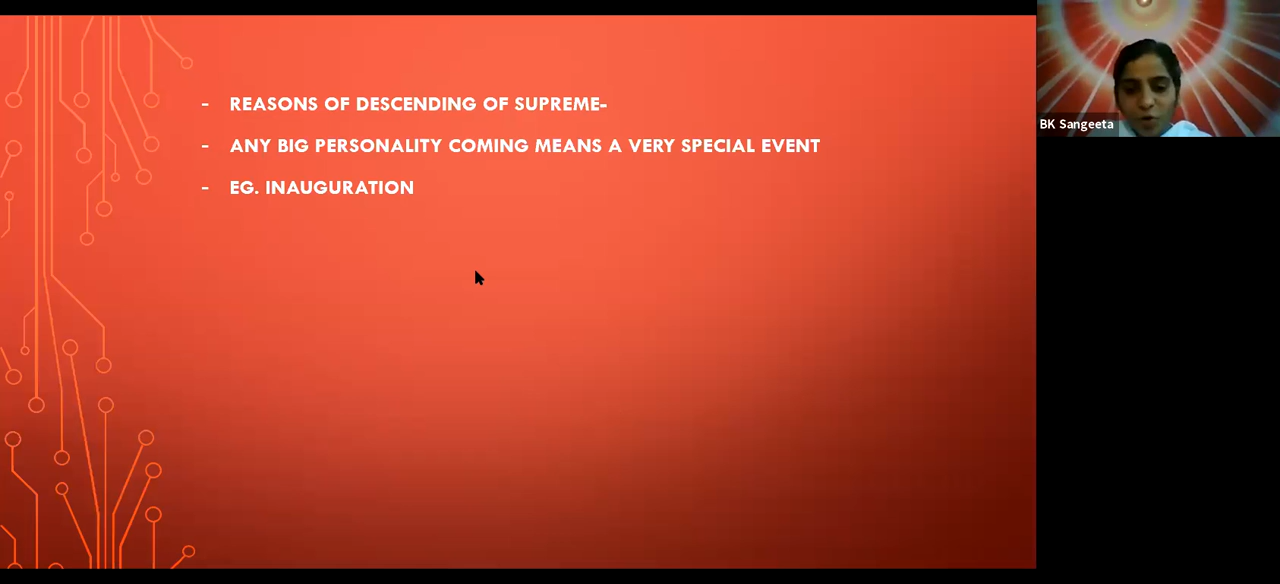 - REASONS OF DESCENDING OF SUPREME-
- ANY BIG PERSONALITY COMING MEANS A VERY SPECIAL EVENT
- EG. INAUGURATION
BK Sangeeta